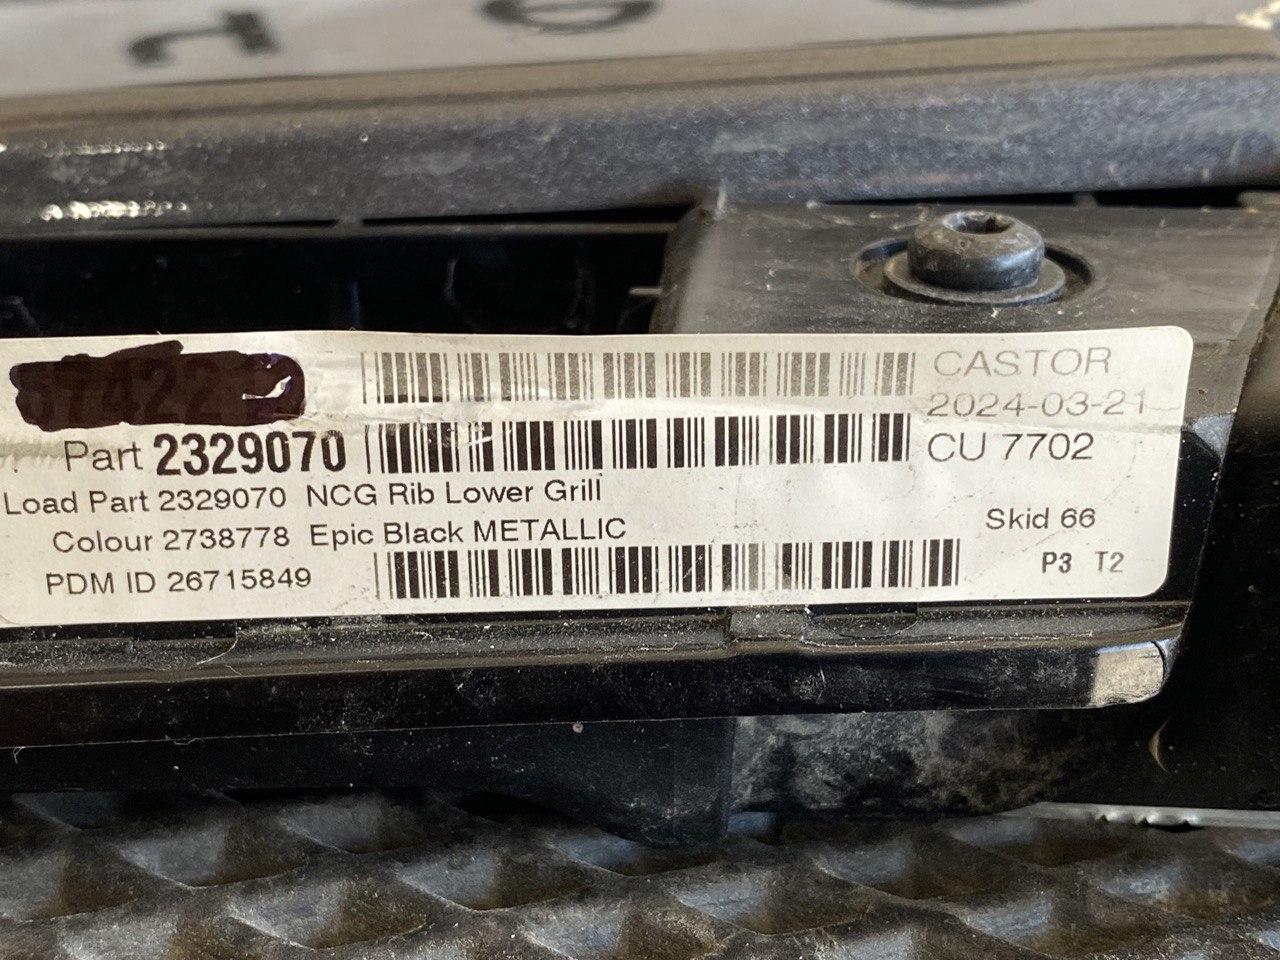 CASTOR
2024-03-21
Part 2329070
CU 7702
Load Part 2329070 NCG Rib Lower Grill
Colour 2738778 Epic Black METALLIC
Skid 66
PDM ID 26715849
P3 T2